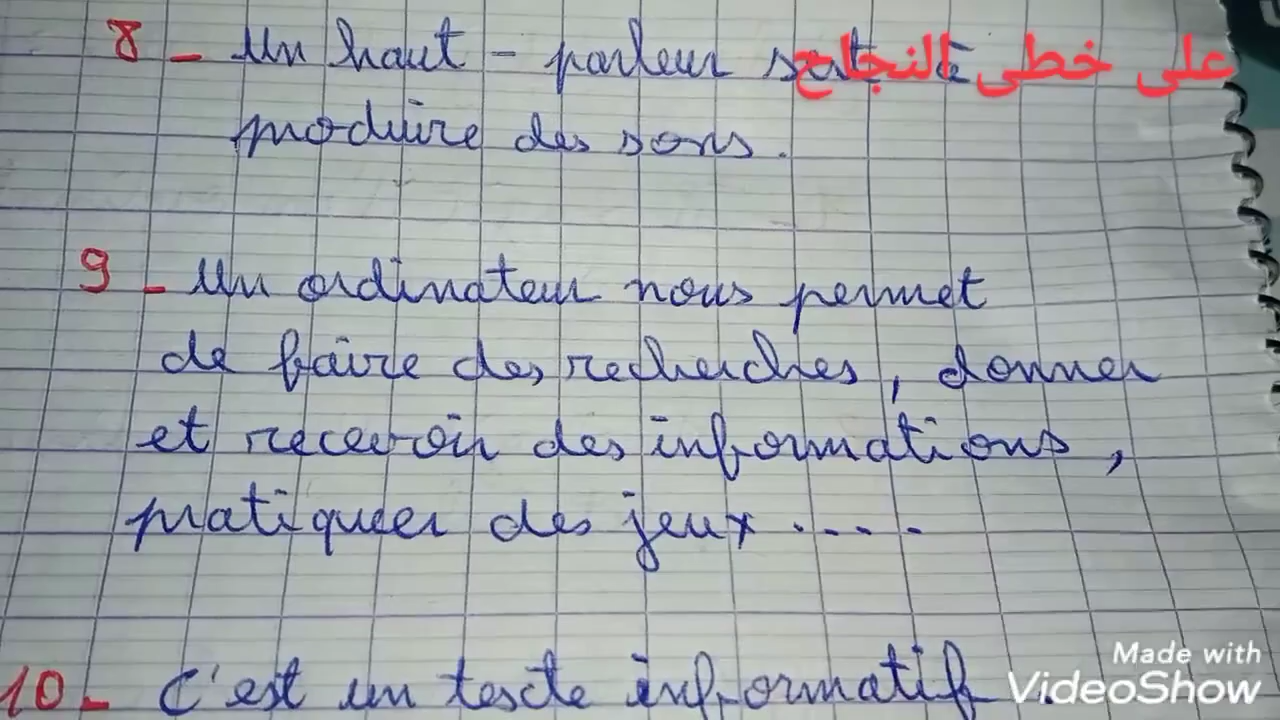 8 - Un haut - parleur sert à
على خطى النجاح
produire des sons.
9 - Un ordinateur nous permet
de faire des recherches, donner
et recevoir des informations,
pratiquer des jeux ....
10 - C'est un texte informatif.
Made with
VideoShow